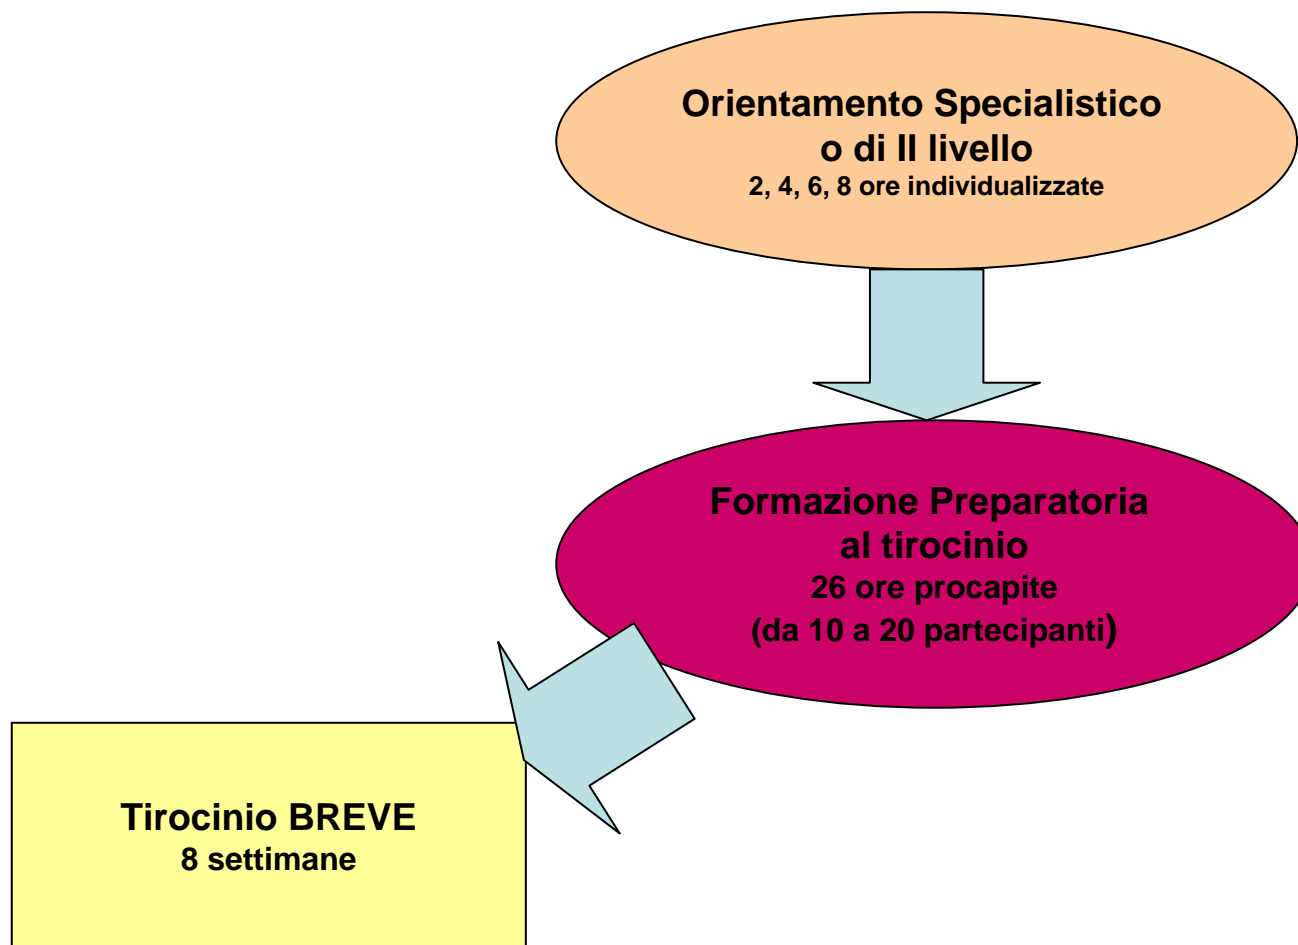 Orientamento Specialistico
o di II livello
2, 4, 6, 8 ore individualizzate
Formazione Preparatoria
al tirocinio
26 ore procapite
(da 10 a 20 partecipanti)
Tirocinio BREVE
8 settimane